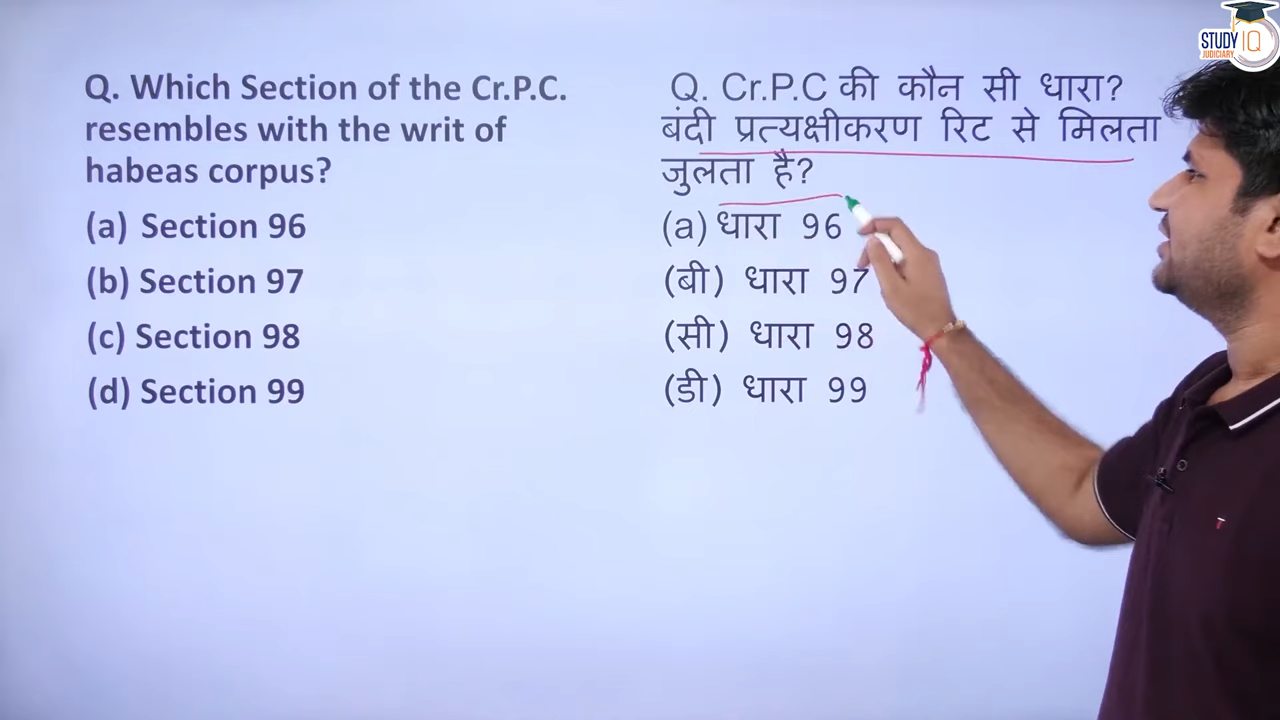 STUDY IQ
JUDICIARY
Q. Which Section of the Cr.P.C.
resembles with the writ of
habeas corpus?
(a) Section 96
(b) Section 97
(c) Section 98
(d) Section 99
Q. Cr.P.C की कौन सी धारा?
बंदी प्रत्यक्षीकरण रिट से मिलता
जुलता है?
(a) धारा 96
(बी) धारा 97
(सी) धारा 98
(डी) धारा 99